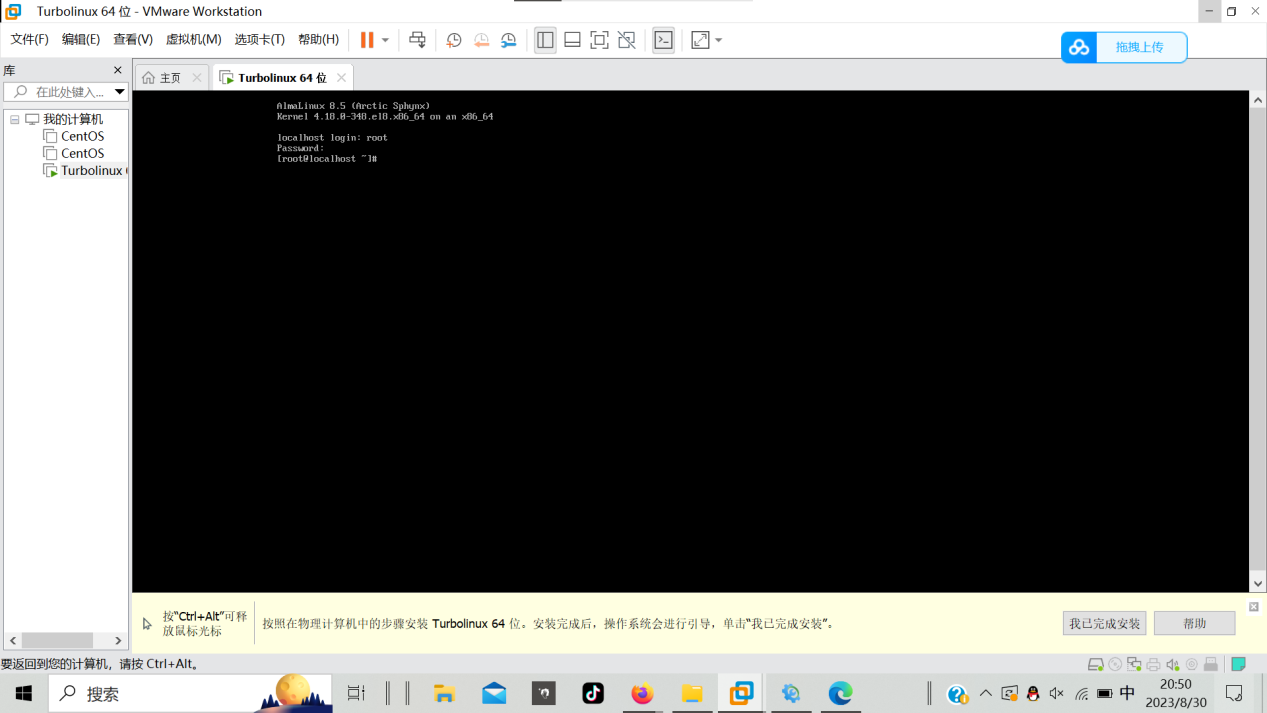 Turbolinux 64 位 - VMware Workstation
文件(F) 编辑(E) 查看(V) 虚拟机(M) 选项卡(T) 帮助(H)
拖拽上传
库
主页
Turbolinux 64 位
在此处键入...
我的计算机
CentOS
CentOS
Turbolinux
AlmaLinux 8.5 (Arctic Sphynx)
Kernel 4.18.0-348.el8.x86_64 on an x86_64
localhost login: root
Password:
[root@localhost ~]#
按“Ctrl+Alt”可释
放鼠标光标
按照在物理计算机中的步骤安装 Turbolinux 64 位。安装完成后，操作系统会进行引导，单击“我已完成安装”。
我已完成安装
帮助
要返回到您的计算机，请按 Ctrl+Alt。
搜索
中
20:50
2023/8/30